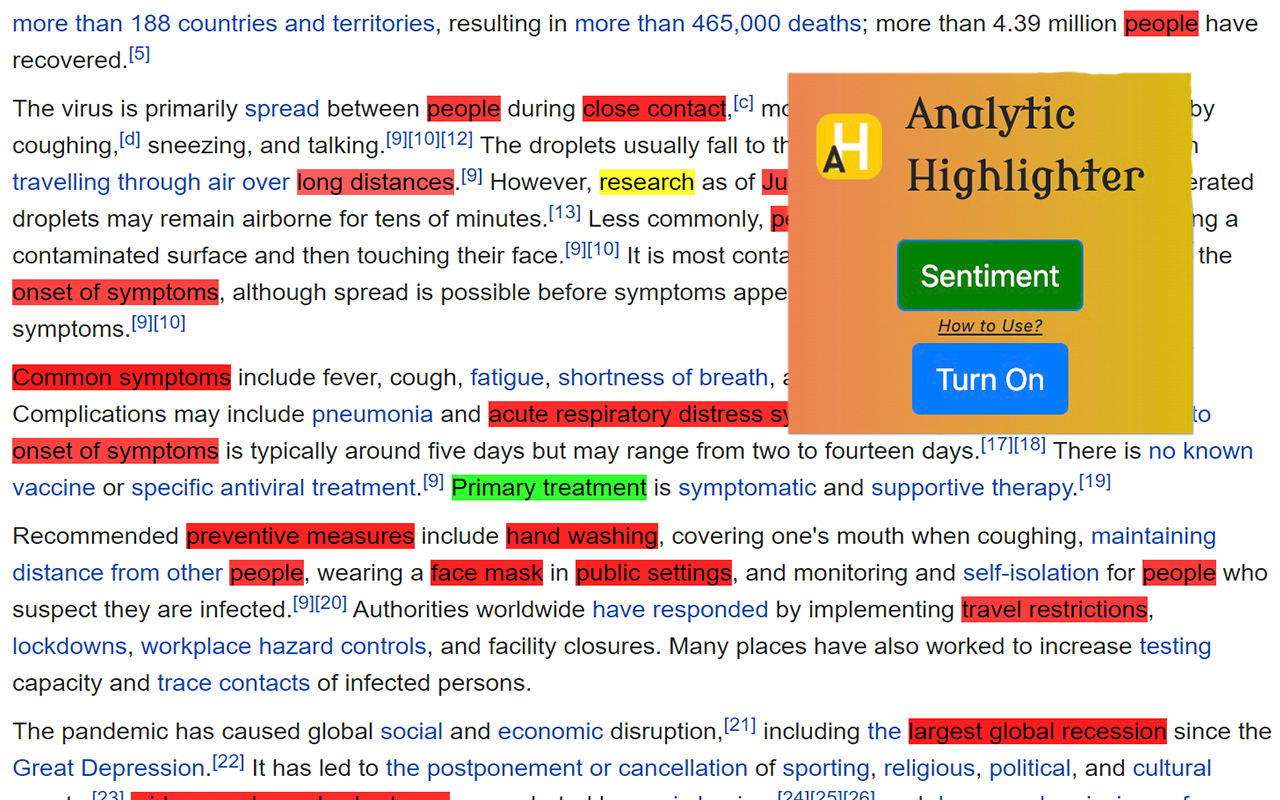 more than 188 countries and territories, resulting in more than 465,000 deaths; more than 4.39 million people have
recovered.[5]
The virus is primarily spread between people during close contact,[c] mo by
coughing,[d] sneezing, and talking.[9][10][12] The droplets usually fall to th
travelling through air over long distances.[9] However, research as of Ju erated
droplets may remain airborne for tens of minutes.[13] Less commonly, pe ng a
contaminated surface and then touching their face.[9][10] It is most conta the
onset of symptoms, although spread is possible before symptoms appe
symptoms.[9][10]
AH Analytic
Highlighter
Sentiment
How to Use?
Turn On
Common symptoms include fever, cough, fatigue, shortness of breath, a
Complications may include pneumonia and acute respiratory distress sy to
onset of symptoms is typically around five days but may range from two to fourteen days.[17][18] There is no known
vaccine or specific antiviral treatment.[9] Primary treatment is symptomatic and supportive therapy.[19]
Recommended preventive measures include hand washing, covering one's mouth when coughing, maintaining
distance from other people, wearing a face mask in public settings, and monitoring and self-isolation for people who
suspect they are infected.[9][20] Authorities worldwide have responded by implementing travel restrictions,
lockdowns, workplace hazard controls, and facility closures. Many places have also worked to increase testing
capacity and trace contacts of infected persons.
The pandemic has caused global social and economic disruption,[21] including the largest global recession since the
Great Depression.[22] It has led to the postponement or cancellation of sporting, religious, political, and cultural
[23] [24][25][26]